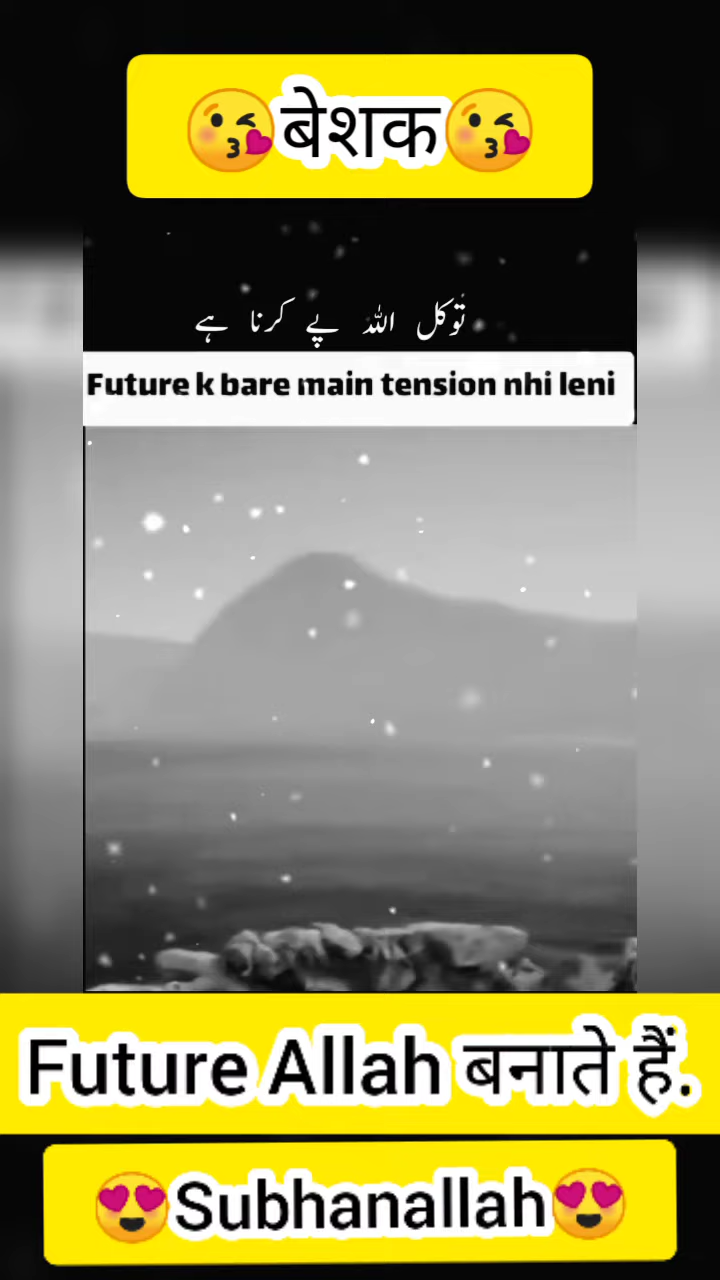 😘बेशक😘
توکل اللہ پے کرنا ہے
Future k bare main tension nhi leni
Future Allah बनाते हैं.
😍Subhanallah😍